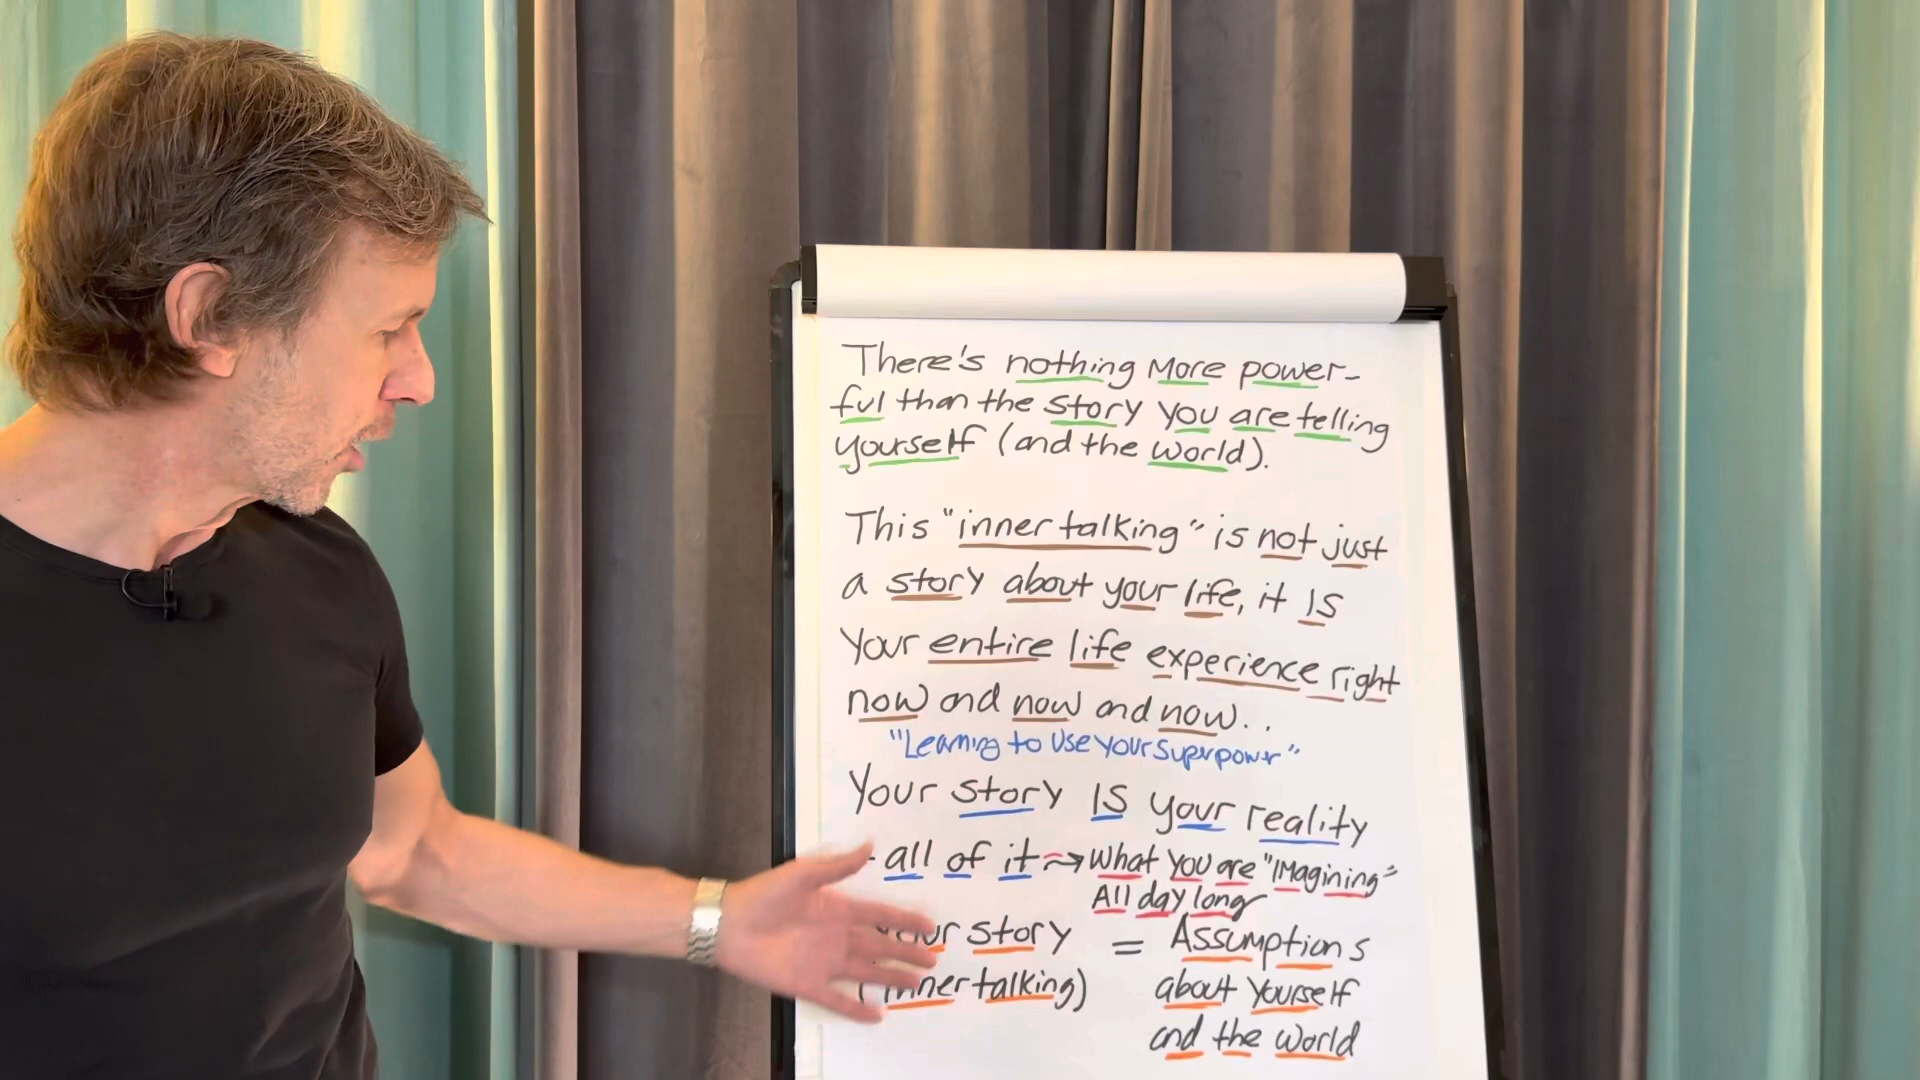 There's nothing More power-
ful than the story you are telling
yourself (and the world).
This "inner talking" is not just
a story about your life, it IS
Your entire life experience right
now and now and now..
"Learning to Use Your Superpower"
Your story IS your reality
- all of it → What You are "IMagining"
All day long
story = Assumptions
(inner talking) about Yourself
and the World